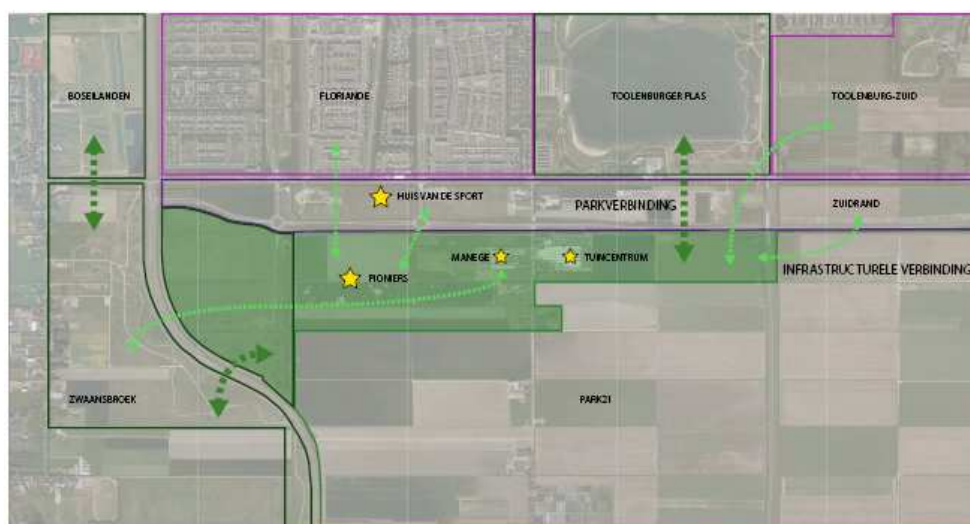 BOSEILANDEN
FLORIANDE
TOOLENBURGER PLAS
TOOLENBURG-ZUID
HUIS VAN DE SPORT
PARKVERBINDING
ZUIDRAND
MANEGE
TUINCENTRUM
INFRASTRUCTURELE VERBINDING
PIONIERS
ZWAANSBROEK
PARK21